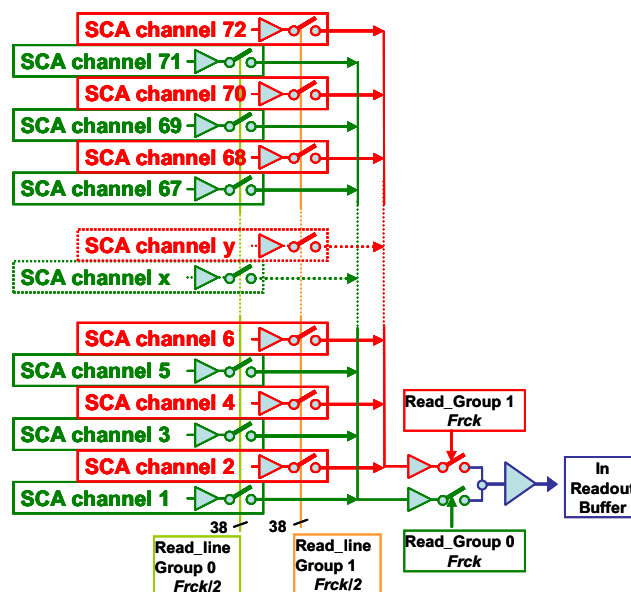 SCA channel 72
SCA channel 71
SCA channel 70
SCA channel 69
SCA channel 68
SCA channel 67
SCA channel y
SCA channel x
SCA channel 6
SCA channel 5
SCA channel 4
SCA channel 3
SCA channel 2
SCA channel 1
Read_Group 1
Frck
In
Readout
Buffer
38
38
Read_Group 0
Frck
Read_line
Group 0
Frck/2
Read_line
Group 1
Frck/2